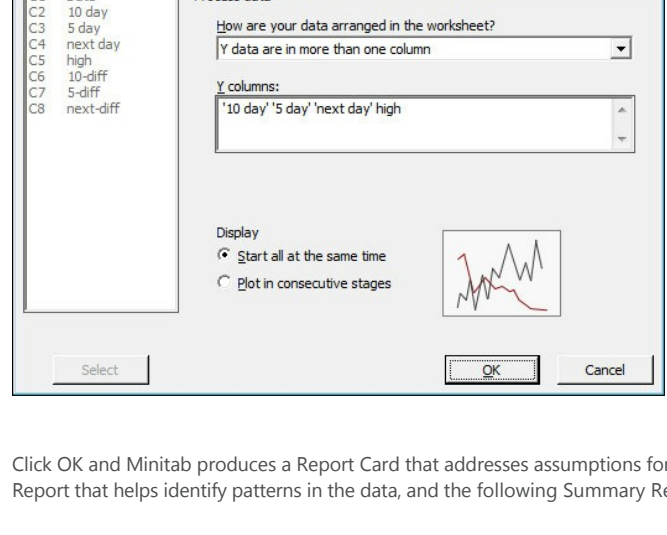 C2 10 day
C3 5 day
C4 next day
C5 high
C6 10-diff
C7 5-diff
C8 next-diff
How are your data arranged in the worksheet?
Y data are in more than one column
Y columns:
'10 day' '5 day' 'next day' high
Display
Start all at the same time
Plot in consecutive stages
Select
OK
Cancel
Click OK and Minitab produces a Report Card that addresses assumptions for
Report that helps identify patterns in the data, and the following Summary Re